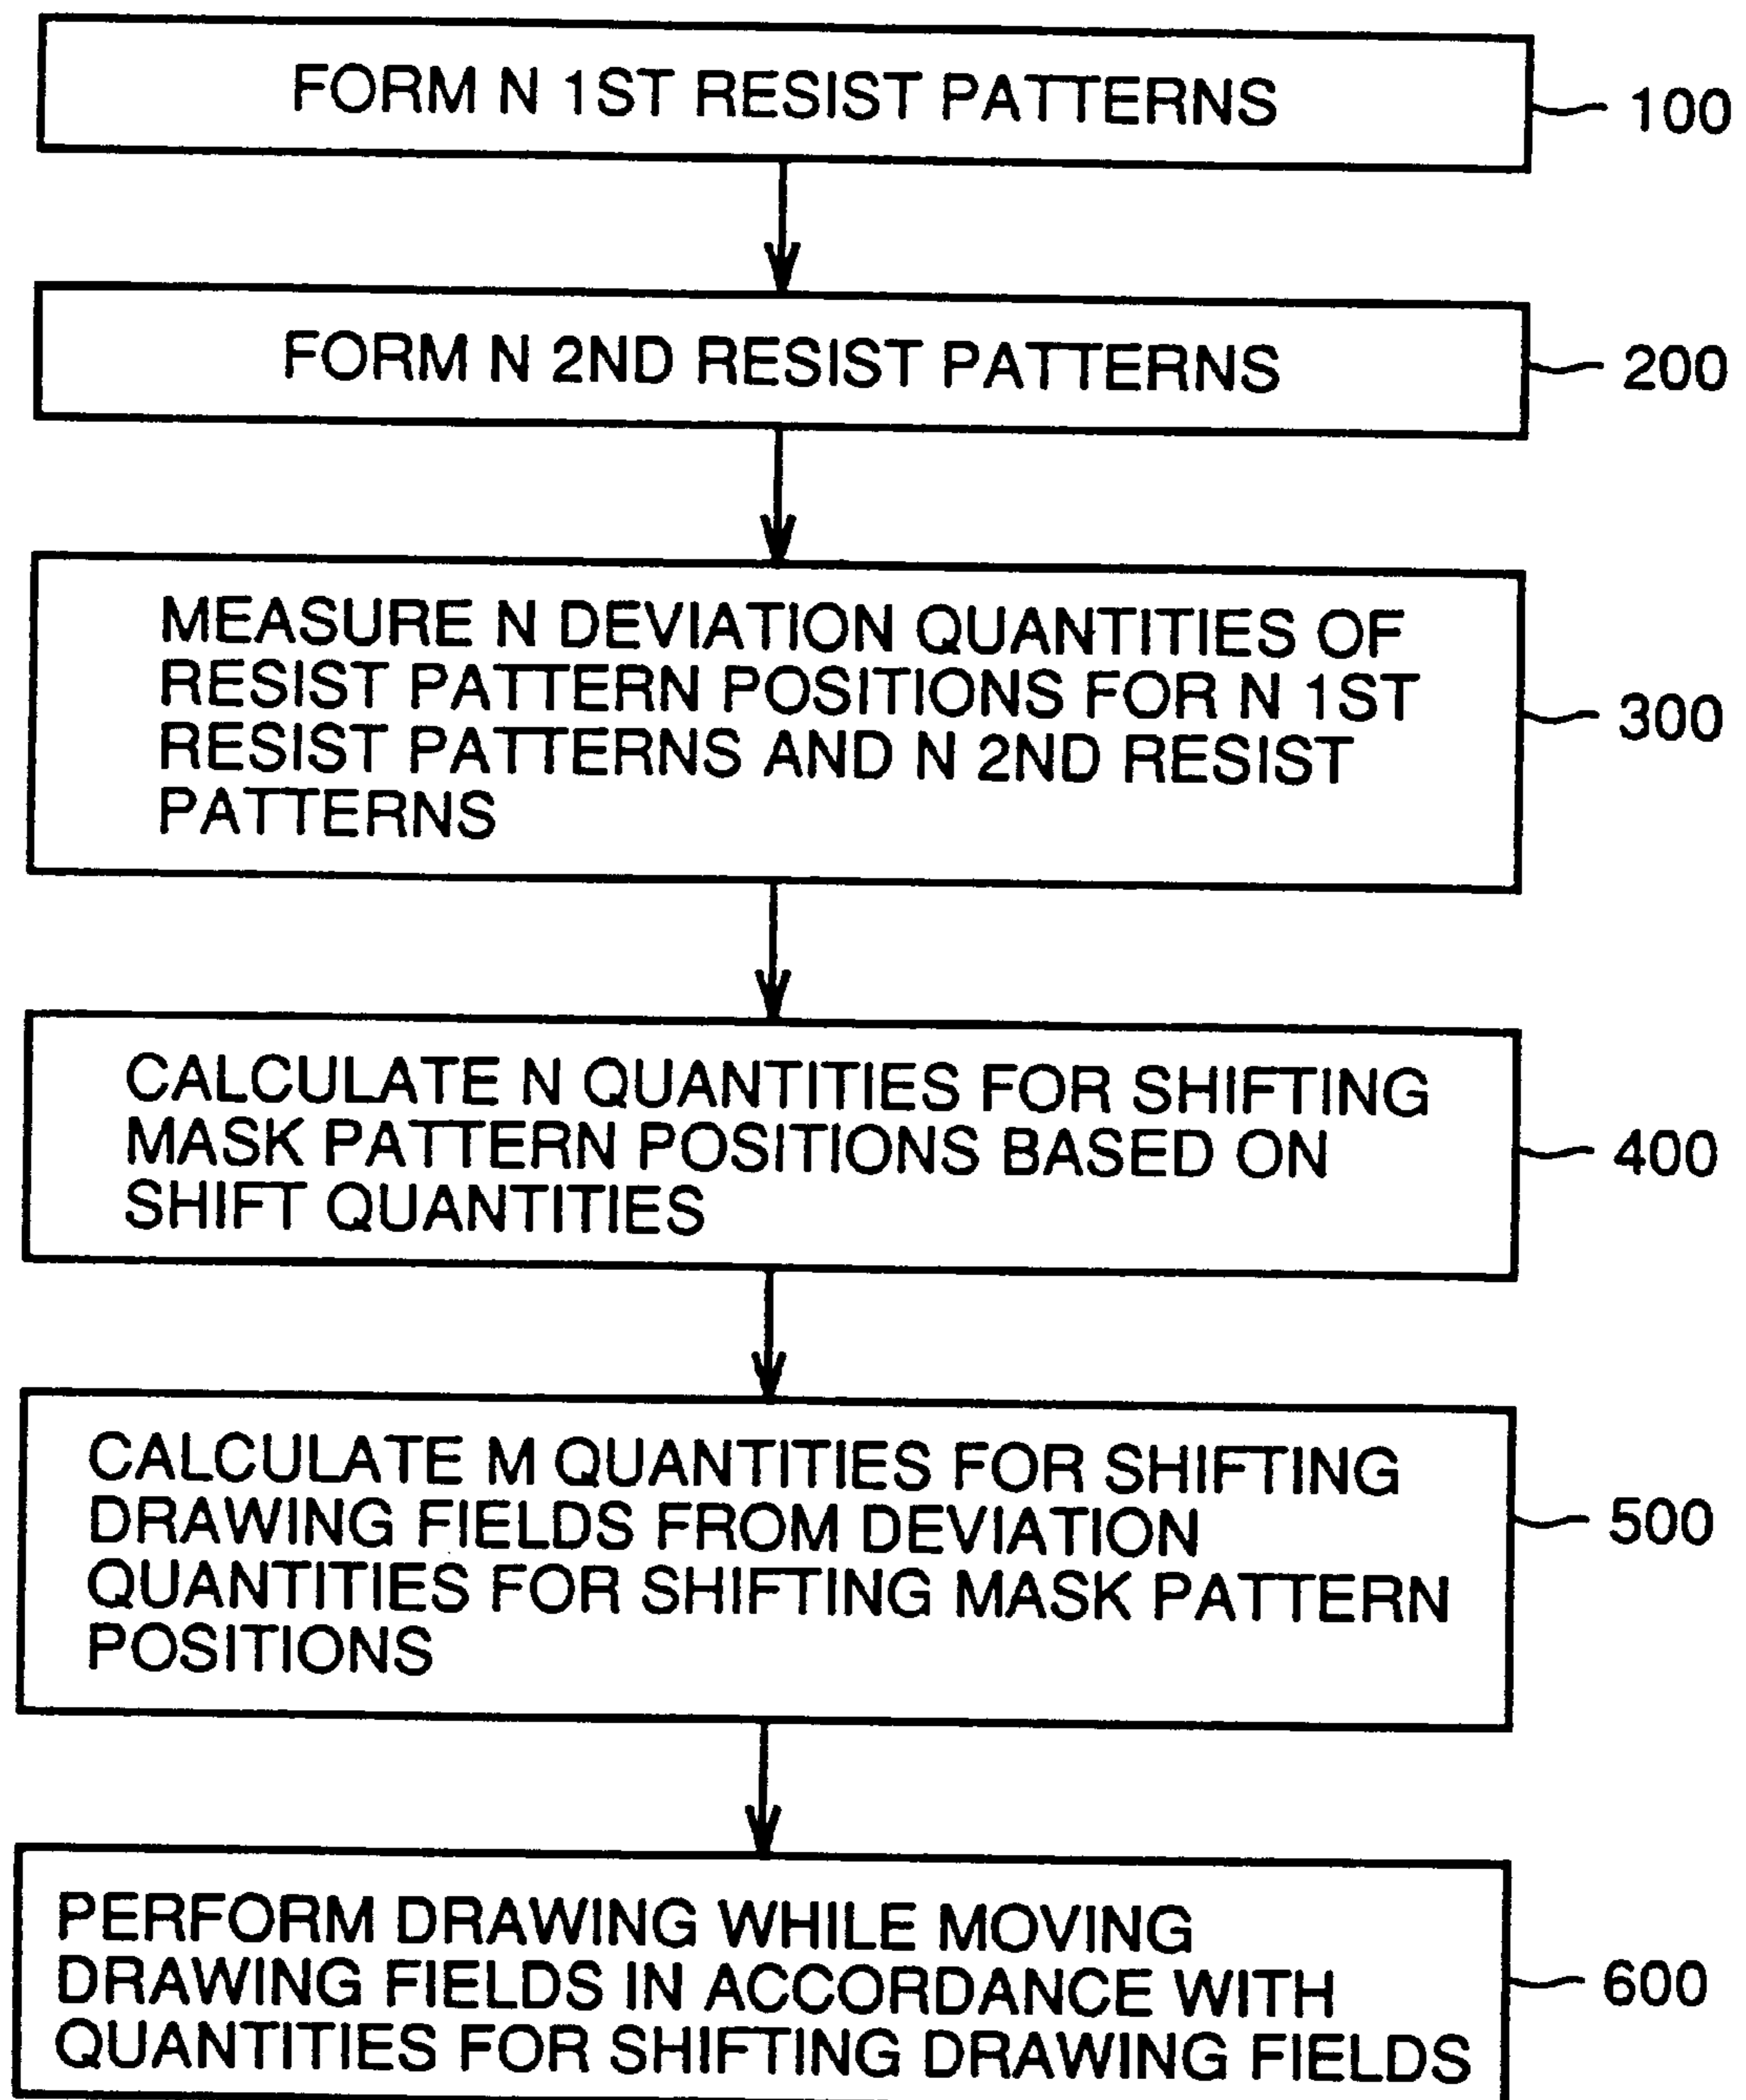 FORM N 1ST RESIST PATTERNS
100
FORM N 2ND RESIST PATTERNS
200
MEASURE N DEVIATION QUANTITIES OF
RESIST PATTERN POSITIONS FOR N 1ST
RESIST PATTERNS AND N 2ND RESIST
PATTERNS
300
CALCULATE N QUANTITIES FOR SHIFTING
MASK PATTERN POSITIONS BASED ON
SHIFT QUANTITIES
400
CALCULATE M QUANTITIES FOR SHIFTING
DRAWING FIELDS FROM DEVIATION
QUANTITIES FOR SHIFTING MASK PATTERN
POSITIONS
500
PERFORM DRAWING WHILE MOVING
DRAWING FIELDS IN ACCORDANCE WITH
QUANTITIES FOR SHIFTING DRAWING FIELDS
600